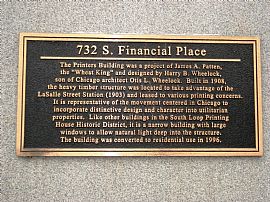 732 S. Financial Place
The Printers Building was a project of James A. Patten,
the "Wheat King" and designed by Harry B. Wheelock,
son of Chicago architect Otis L. Wheelock. Built in 1908,
the heavy timber structure was located to take advantage of the
LaSalle Street Station (1903) and leased to various printing concerns.
It is representative of the movement centered in Chicago to
incorporate distinctive design and character into utilitarian
properties. Like other buildings in the South Loop Printing
House Historic District, it is a narrow building with large
windows to allow natural light deep into the structure.
The building was converted to residential use in 1996.